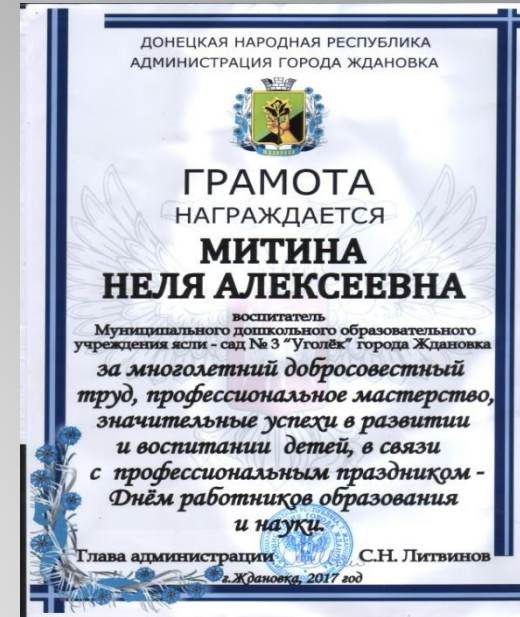 ДОНЕЦКАЯ НАРОДНАЯ РЕСПУБЛИКА
АДМИНИСТРАЦИЯ ГОРОДА ЖДАНОВКА
ЖДАНОВКА
ГРАМОТА
НАГРАЖДАЕТСЯ
МИТИНА
НЕЛЯ АЛЕКСЕЕВНА
воспитатель
Муниципального дошкольного образовательного
учреждения ясли - сад № 3 “Уголёк” города Ждановка
за многолетний добросовестный
труд, профессиональное мастерство,
значительные успехи в развитии
и воспитании детей, в связи
с профессиональным праздником -
Днём работников образования
и науки.
Глава администрации С.Н. Литвинов
г.Ждановка, 2017 год